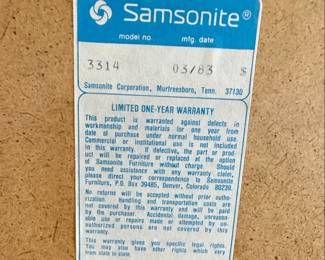 Samsonite®
model no. mfg. date
3314 03/83 S
Samsonite Corporation, Murfreesboro, Tenn. 37130
LIMITED ONE-YEAR WARRANTY
This product is warranted against defects in
workmanship and materials for one year from
date of purchase under normal household use.
Commercial or institutional use is not included
in this warranty. If defective, the part or prod-
uct will be repaired or replaced at the option
of Samsonite Furniture without charge. Should
you need assistance with any warranty claim,
please direct your correspondence to Samsonite
Furniture, P.O. Box 39485, Denver, Colorado 80239.
No returns will be accepted without prior autho-
rization. Handling and transportation costs are
not covered by this warranty and will be paid
by the purchaser. Accidental damage, unreason-
able use or repairs made or attempted by un-
authorized persons are not covered by this
warranty.
This warranty gives you specific legal rights.
You may also have other rights which vary
from state to state.